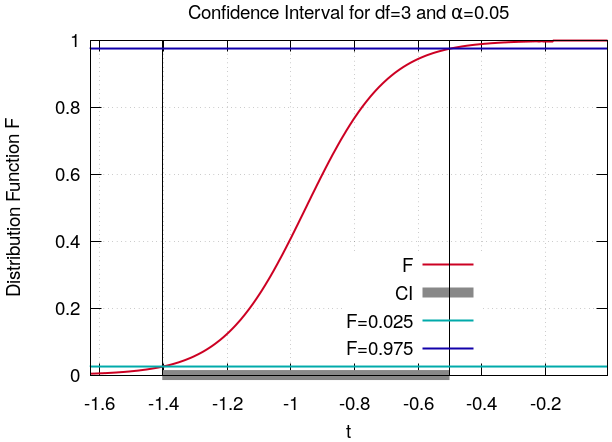 Confidence Interval for df=3 and α=0.05
Distribution Function F
1
0.8
0.6
0.4
0.2
0
F
CI
F=0.025
F=0.975
-1.6 -1.4 -1.2 -1 -0.8 -0.6 -0.4 -0.2
t